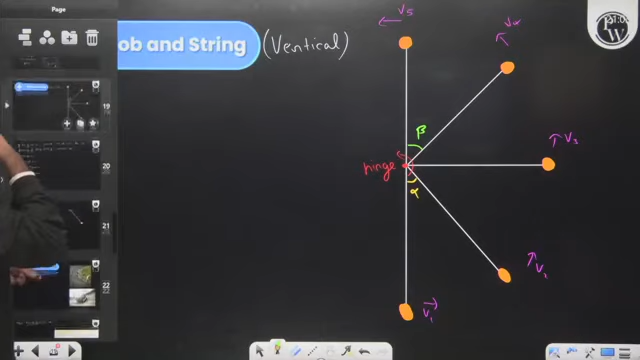 Page
ob and String (Vertical)
V5
V4
β
V3
hinge
α
V2
V1
19
20
21
22